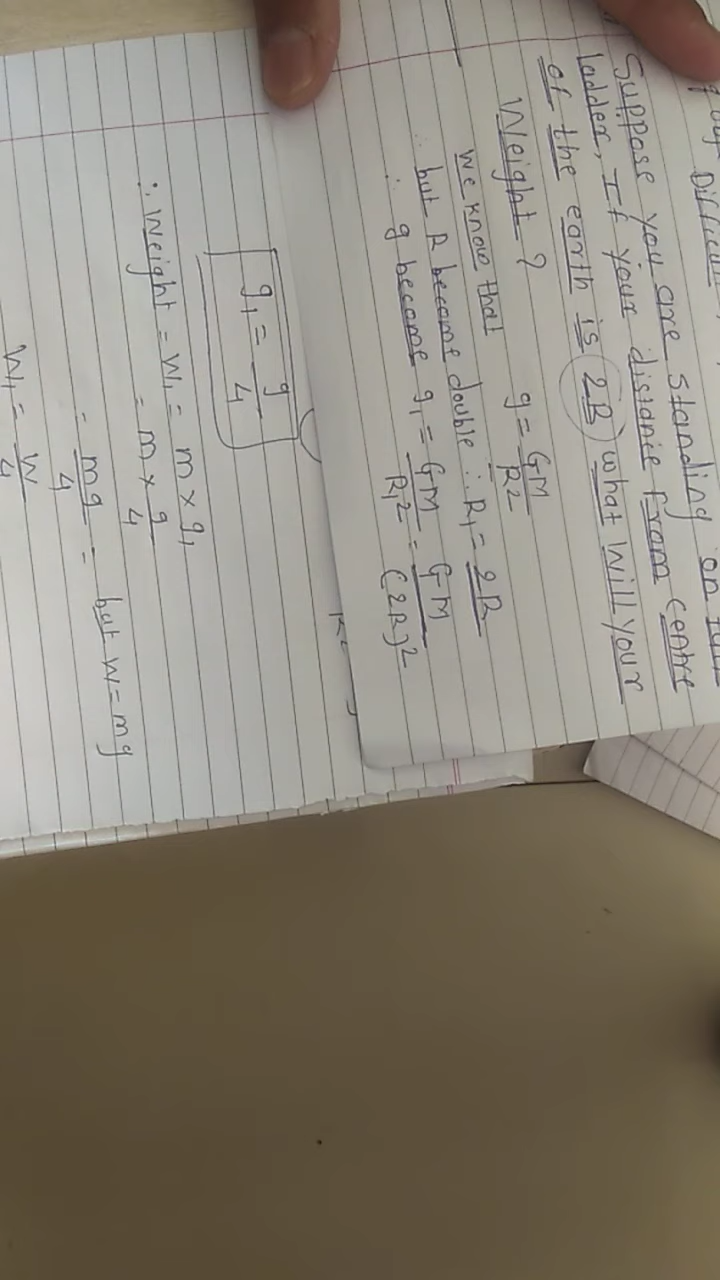 Difficul
Suppose you are standing on
ladder, If your distance from centre
of the earth is 2R what will your
Weight ?
We know that g = GM/R²
∴ but R become double ∴ R₁ = 2R
∴ g become g₁ = GM/R₁² = GM/(2R)²
g₁ = g/4
∴ Weight = W₁ = m × g₁
= m × g/4
= mg/4 = but W = mg
W₁ = W/4